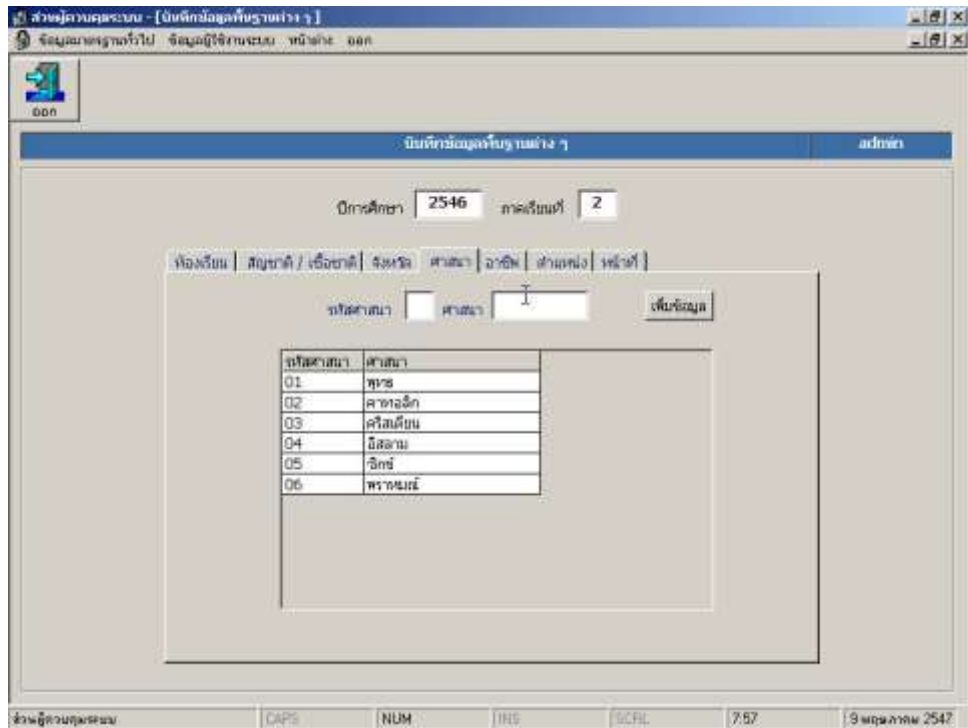 ส่วนผู้ควบคุมระบบ - [บันทึกข้อมูลพื้นฐานต่าง ๆ ]
ข้อมูลมาตรฐานทั่วไป ข้อมูลผู้ใช้งานระบบ หน้าต่าง ออก
ออก
บันทึกข้อมูลพื้นฐานต่าง ๆ admin
ปีการศึกษา 2546 ภาคเรียนที่ 2
ห้องเรียน สัญชาติ / เชื้อชาติ จังหวัด ศาสนา อาชีพ ตำแหน่ง หน้าที่
รหัสศาสนา ศาสนา เพิ่มข้อมูล
รหัสศาสนา ศาสนา
01 พุทธ
02 คาทอลิก
03 คริสเตียน
04 อิสลาม
05 ซิกข์
06 พราหมณ์
ส่วนผู้ควบคุมระบบ CAPS NUM INS SCRL 7:57 9 พฤษภาคม 2547